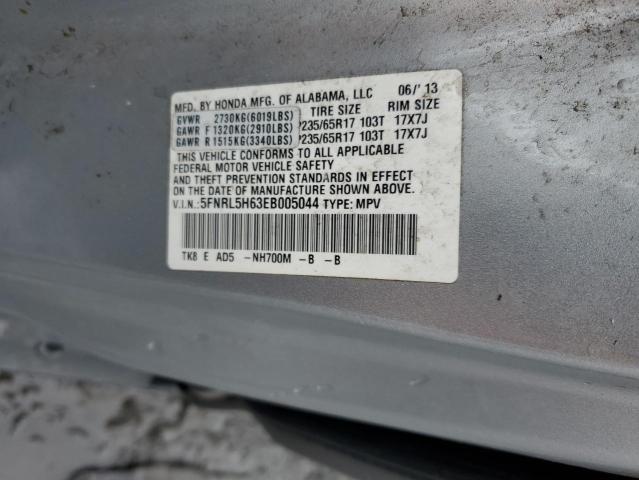 MFD. BY HONDA MFG. OF ALABAMA, LLC 06/'13
TIRE SIZE RIM SIZE
GVWR 2730KG(6019LBS)
GAWR F 1320KG(2910LBS) P235/65R17 103T 17X7J
GAWR R 1515KG(3340LBS) P235/65R17 103T 17X7J
THIS VEHICLE CONFORMS TO ALL APPLICABLE
FEDERAL MOTOR VEHICLE SAFETY
AND THEFT PREVENTION STANDARDS IN EFFECT
ON THE DATE OF MANUFACTURE SHOWN ABOVE.
V.I.N.: 5FNRL5H63EB005044 TYPE: MPV
TK8 E AD5 -NH700M -B -B